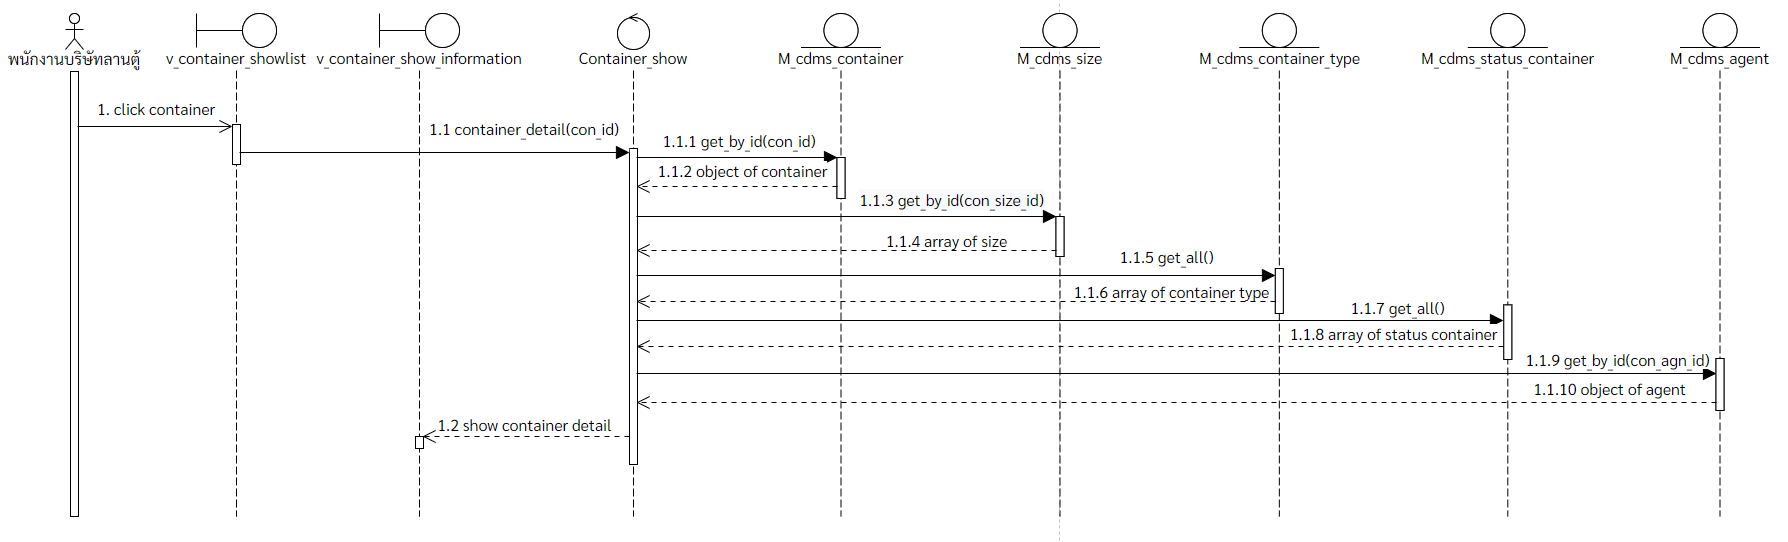 พนักงานบริษัทลานตู้
v_container_showlist
v_container_show_information
Container_show
M_cdms_container
M_cdms_size
M_cdms_container_type
M_cdms_status_container
M_cdms_agent
1. click container
1.1 container_detail(con_id)
1.1.1 get_by_id(con_id)
1.1.2 object of container
1.1.3 get_by_id(con_size_id)
1.1.4 array of size
1.1.5 get_all()
1.1.6 array of container type
1.1.7 get_all()
1.1.8 array of status container
1.1.9 get_by_id(con_agn_id)
1.1.10 object of agent
1.2 show container detail